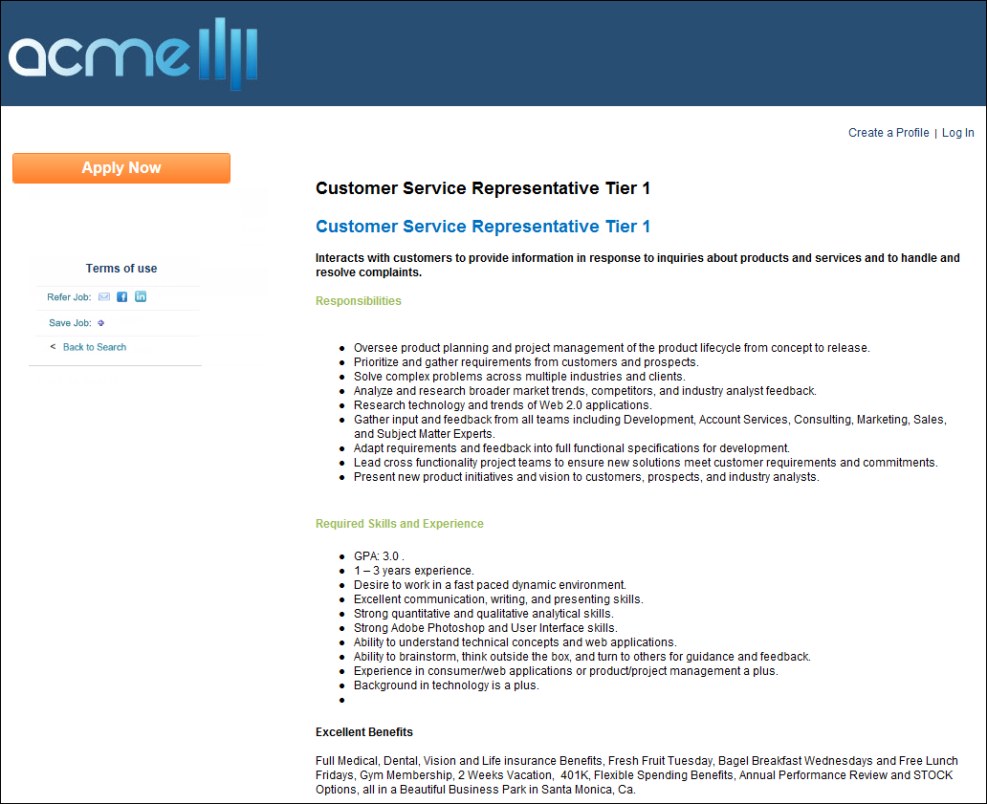 acme
Create a Profile | Log In
Apply Now
Customer Service Representative Tier 1
Customer Service Representative Tier 1
Interacts with customers to provide information in response to inquiries about products and services and to handle and
resolve complaints.
Terms of use
Refer Job:
Save Job:
< Back to Search
Responsibilities
• Oversee product planning and project management of the product lifecycle from concept to release.
• Prioritize and gather requirements from customers and prospects.
• Solve complex problems across multiple industries and clients.
• Analyze and research broader market trends, competitors, and industry analyst feedback.
• Research technology and trends of Web 2.0 applications.
• Gather input and feedback from all teams including Development, Account Services, Consulting, Marketing, Sales,
and Subject Matter Experts.
• Adapt requirements and feedback into full functional specifications for development.
• Lead cross functionality project teams to ensure new solutions meet customer requirements and commitments.
• Present new product initiatives and vision to customers, prospects, and industry analysts.
Required Skills and Experience
• GPA: 3.0 .
• 1 – 3 years experience.
• Desire to work in a fast paced dynamic environment.
• Excellent communication, writing, and presenting skills.
• Strong quantitative and qualitative analytical skills.
• Strong Adobe Photoshop and User Interface skills.
• Ability to understand technical concepts and web applications.
• Ability to brainstorm, think outside the box, and turn to others for guidance and feedback.
• Experience in consumer/web applications or product/project management a plus.
• Background in technology is a plus.
•
Excellent Benefits
Full Medical, Dental, Vision and Life insurance Benefits, Fresh Fruit Tuesday, Bagel Breakfast Wednesdays and Free Lunch
Fridays, Gym Membership, 2 Weeks Vacation, 401K, Flexible Spending Benefits, Annual Performance Review and STOCK
Options, all in a Beautiful Business Park in Santa Monica, Ca.